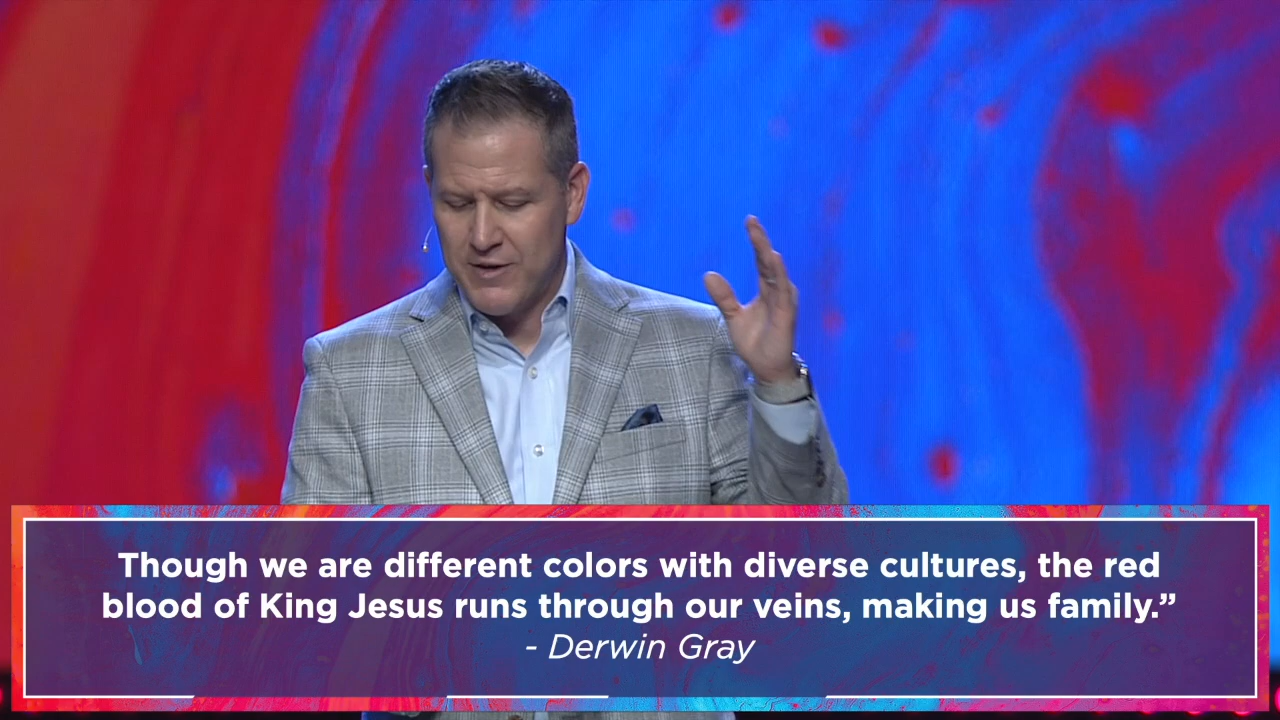 Though we are different colors with diverse cultures, the red
blood of King Jesus runs through our veins, making us family.”
- Derwin Gray